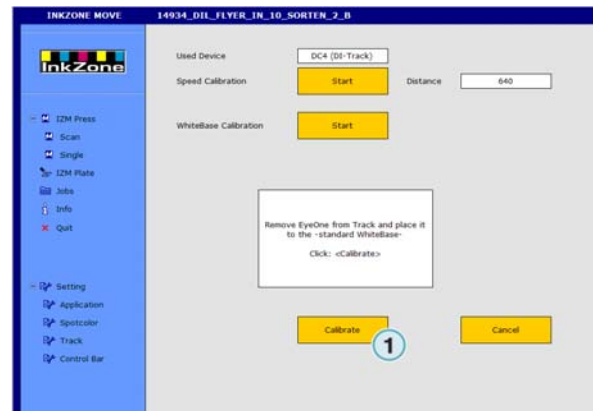 INKZONE MOVE 14934_DIL_FLYER_IN_10_SORTEN_2_B
InkZone
Used Device DC4 (DI-Track)
Speed Calibration Start Distance 640
WhiteBase Calibration Start
IZM Press
Scan
Single
IZM Plate
Jobs
Info
Quit
Remove EyeOne from Track and place it
to the -standard WhiteBase-
Click: <Calibrate>
Setting
Application
Spotcolor
Track
Control Bar
Calibrate 1 Cancel